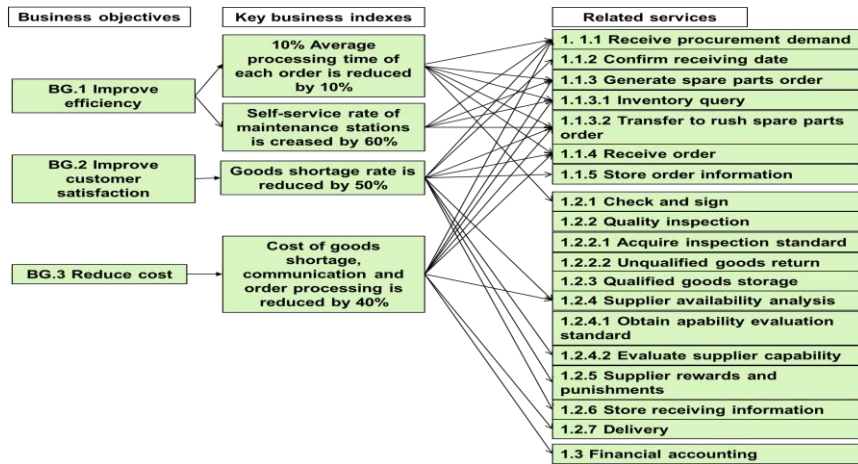 Business objectives
Key business indexes
Related services
BG.1 Improve
efficiency
BG.2 Improve
customer
satisfaction
BG.3 Reduce cost
10% Average
processing time of
each order is reduced
by 10%
Self-service rate of
maintenance stations
is creased by 60%
Goods shortage rate is
reduced by 50%
Cost of goods
shortage,
communication and
order processing is
reduced by 40%
1. 1.1 Receive procurement demand
1.1.2 Confirm receiving date
1.1.3 Generate spare parts order
1.1.3.1 Inventory query
1.1.3.2 Transfer to rush spare parts
order
1.1.4 Receive order
1.1.5 Store order information
1.2.1 Check and sign
1.2.2 Quality inspection
1.2.2.1 Acquire inspection standard
1.2.2.2 Unqualified goods return
1.2.3 Qualified goods storage
1.2.4 Supplier availability analysis
1.2.4.1 Obtain apability evaluation
standard
1.2.4.2 Evaluate supplier capability
1.2.5 Supplier rewards and
punishments
1.2.6 Store receiving information
1.2.7 Delivery
1.3 Financial accounting